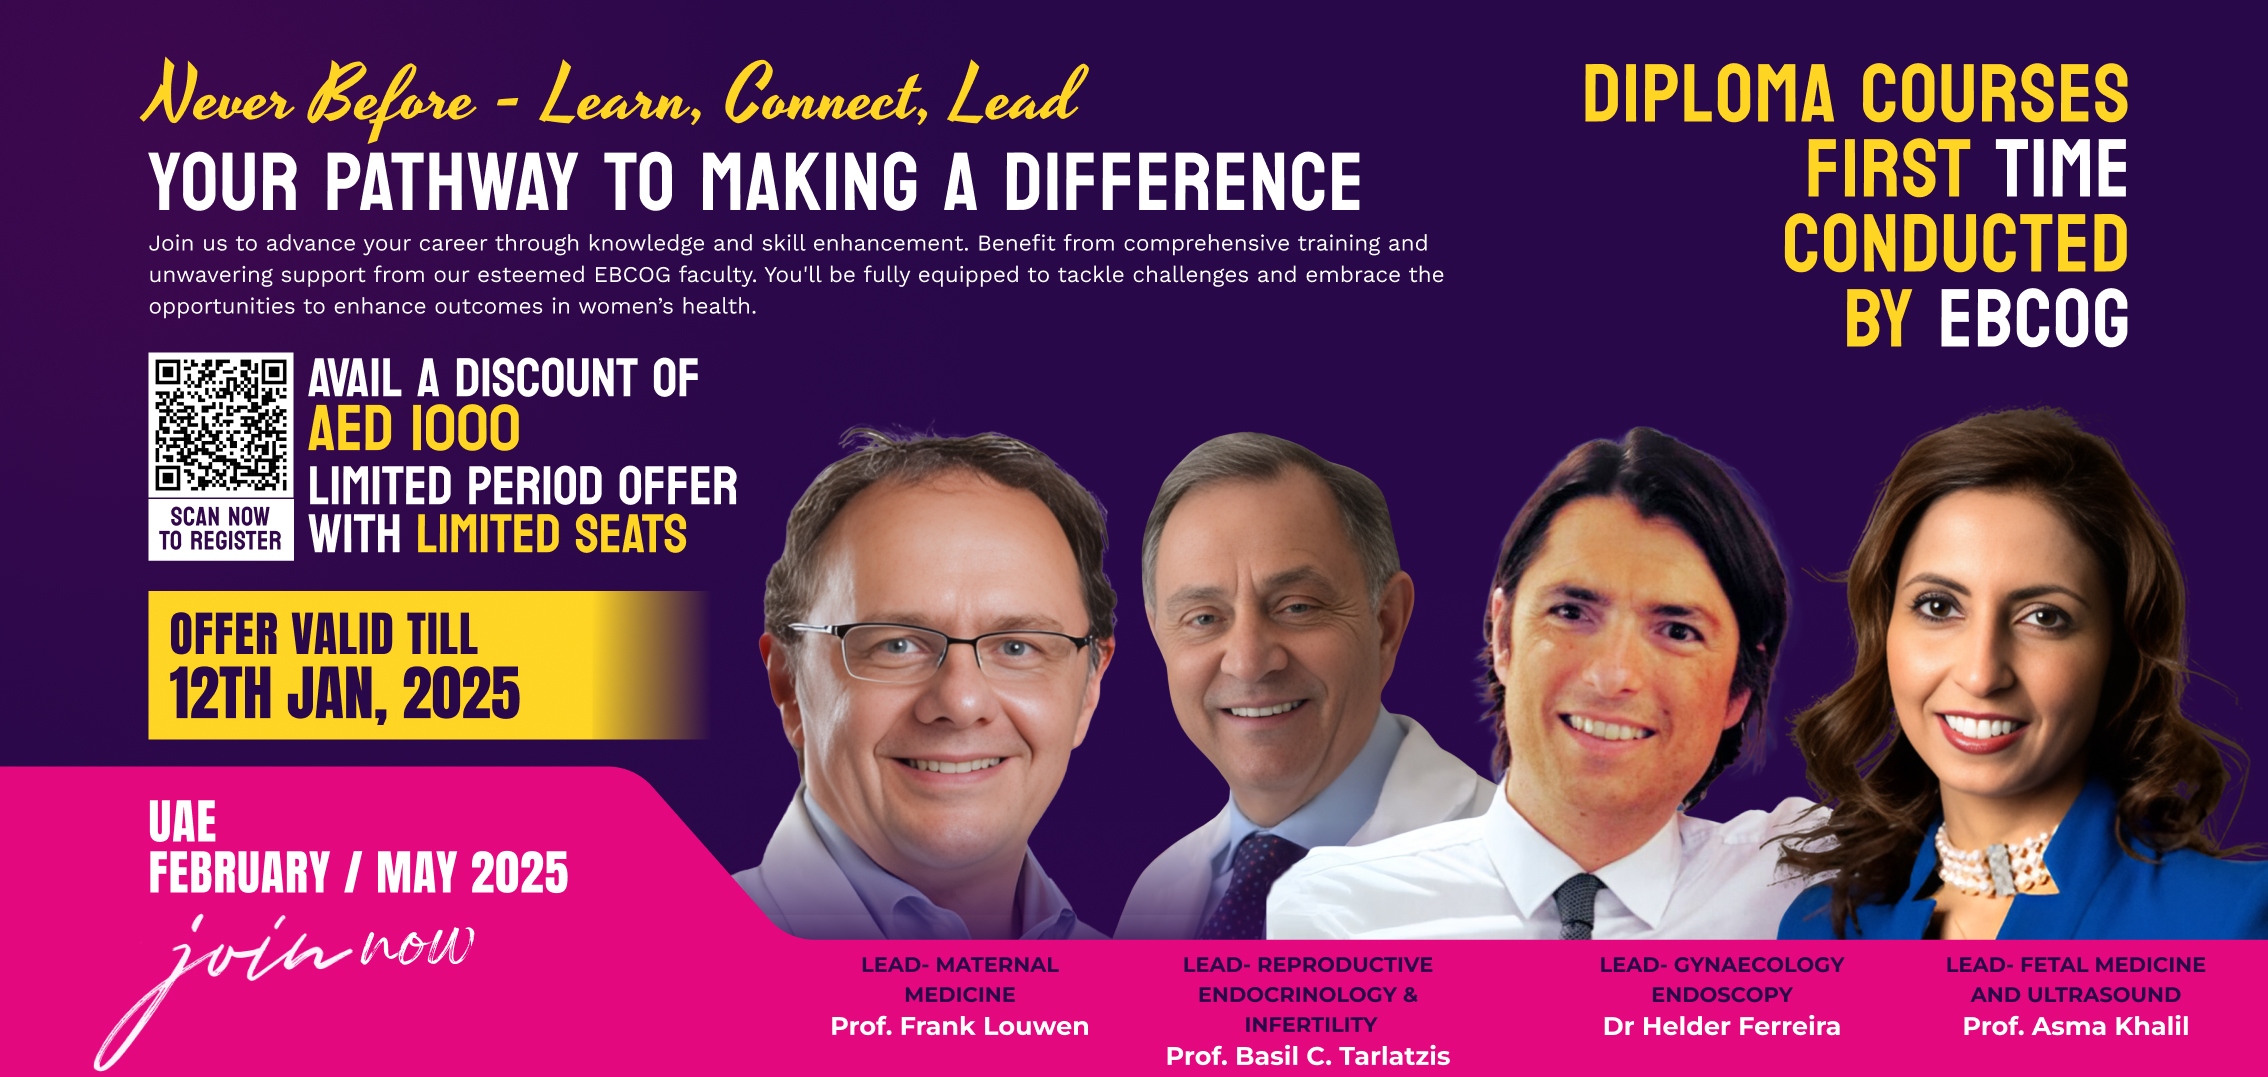 Never Before - Learn, Connect, Lead
YOUR PATHWAY TO MAKING A DIFFERENCE
Join us to advance your career through knowledge and skill enhancement. Benefit from comprehensive training and
unwavering support from our esteemed EBCOG faculty. You'll be fully equipped to tackle challenges and embrace the
opportunities to enhance outcomes in women’s health.
DIPLOMA COURSES
FIRST TIME
CONDUCTED
BY EBCOG
AVAIL A DISCOUNT OF
AED 1000
LIMITED PERIOD OFFER
WITH LIMITED SEATS
SCAN NOW
TO REGISTER
OFFER VALID TILL
12TH JAN, 2025
UAE
FEBRUARY / MAY 2025
join now
LEAD- MATERNAL
MEDICINE
Prof. Frank Louwen
LEAD- REPRODUCTIVE
ENDOCRINOLOGY &
INFERTILITY
Prof. Basil C. Tarlatzis
LEAD- GYNAECOLOGY
ENDOSCOPY
Dr Helder Ferreira
LEAD- FETAL MEDICINE
AND ULTRASOUND
Prof. Asma Khalil